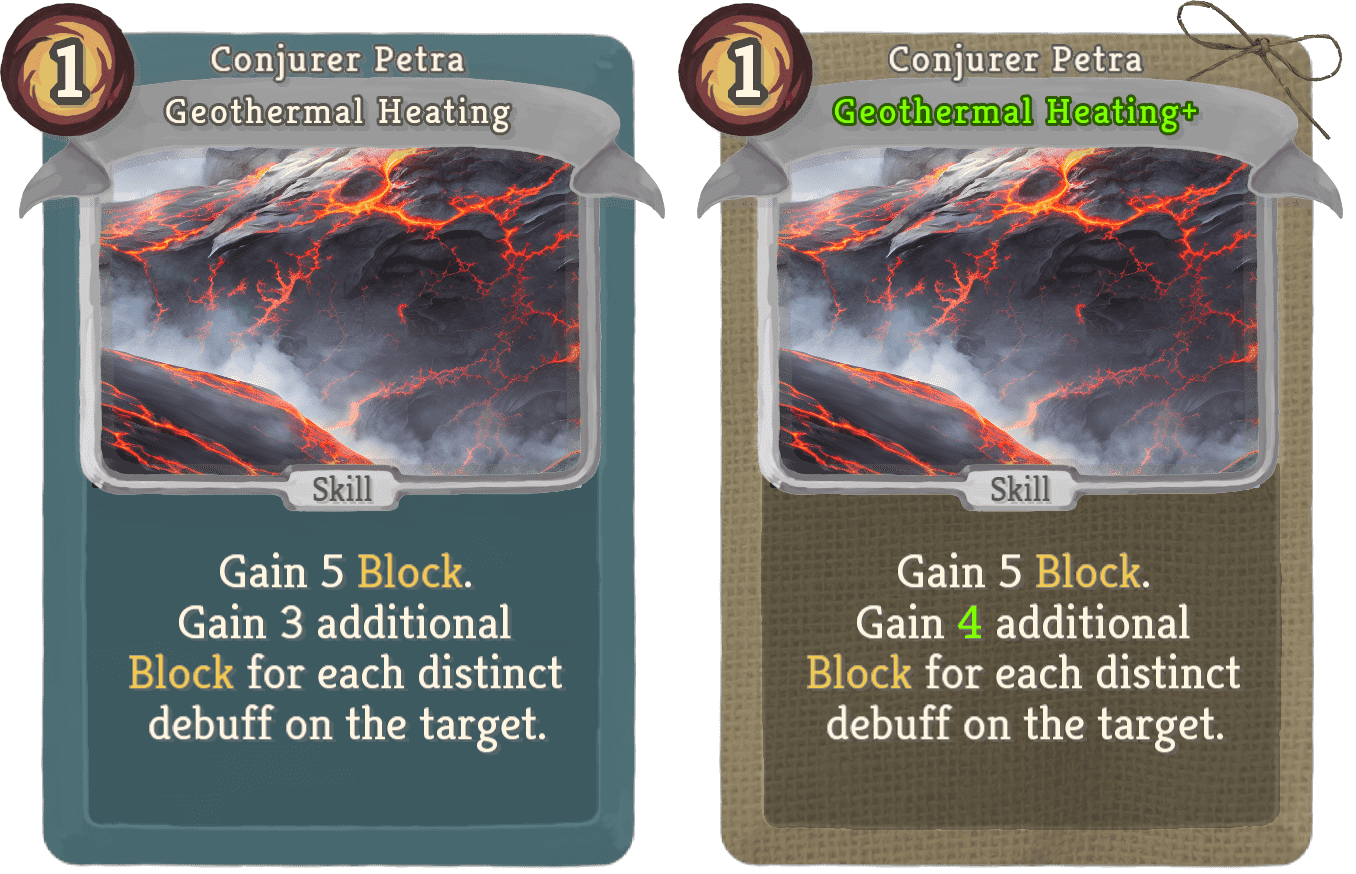 1
Conjurer Petra
Geothermal Heating
Skill
Gain 5 Block.
Gain 3 additional
Block for each distinct
debuff on the target.
1
Conjurer Petra
Geothermal Heating+
Skill
Gain 5 Block.
Gain 4 additional
Block for each distinct
debuff on the target.